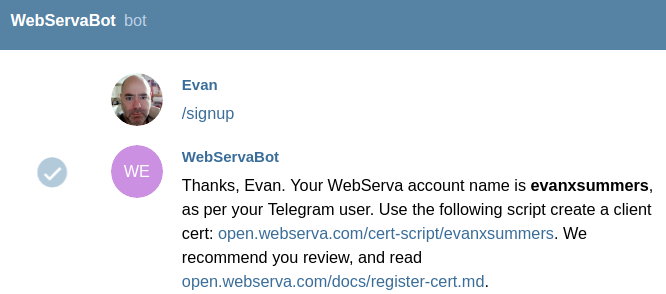 WebServaBot bot
Evan
/signup
WE
WebServaBot
Thanks, Evan. Your WebServa account name is evanxsummers,
as per your Telegram user. Use the following script create a client
cert: open.webserva.com/cert-script/evanxsummers. We
recommend you review, and read
open.webserva.com/docs/register-cert.md.